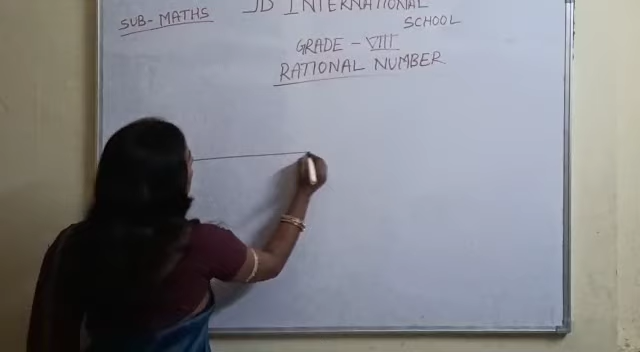 SUB- MATHS
JD INTERNATIONAL
SCHOOL
GRADE - VIII
RATIONAL NUMBER